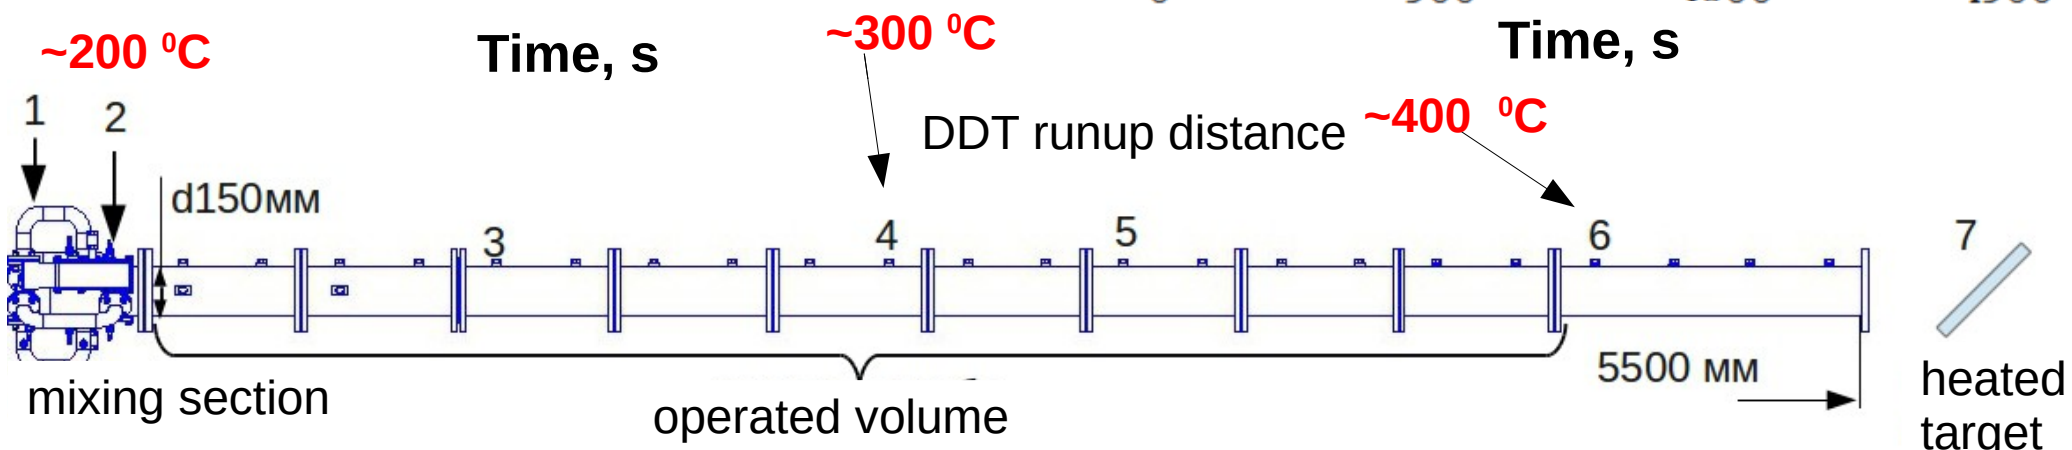 ~200 ⁰C
Time, s
~300 ⁰C
Time, s
1
2
DDT runup distance
~400 ⁰C
d150мм
3
4
5
6
7
mixing section
operated volume
5500 мм
heated
target